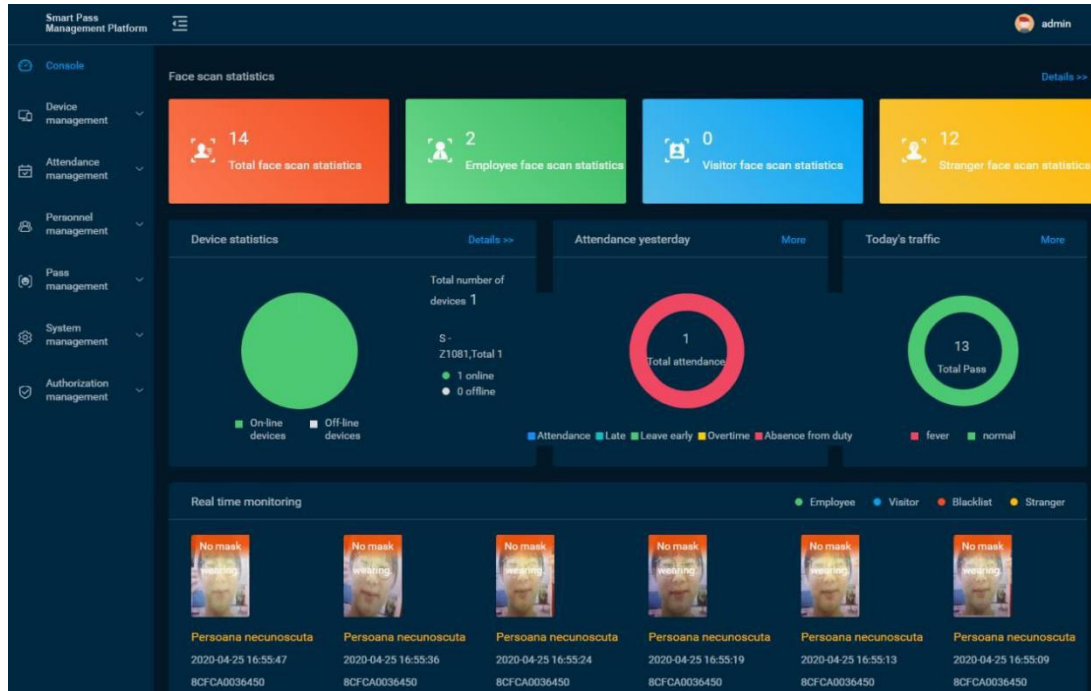 Smart Pass
Management Platform
admin
Console
Device
management
Attendance
management
Personnel
management
Pass
management
System
management
Authorization
management
Face scan statistics
Details >>
14
Total face scan statistics
2
Employee face scan statistics
0
Visitor face scan statistics
12
Stranger face scan statistics
Device statistics
Details >>
Total number of
devices 1
S -
Z1081,Total 1
1 online
0 offline
On-line
devices
Off-line
devices
Attendance yesterday
More
1
Total attendance
Attendance Late Leave early Overtime Absence from duty
Today's traffic
More
13
Total Pass
fever normal
Real time monitoring
Employee Visitor Blacklist Stranger
No mask
wearing.
Persoana necunoscuta
2020-04-25 16:55:47
8CFCA0036450
No mask
wearing.
Persoana necunoscuta
2020-04-25 16:55:36
8CFCA0036450
No mask
wearing.
Persoana necunoscuta
2020-04-25 16:55:24
8CFCA0036450
No mask
wearing.
Persoana necunoscuta
2020-04-25 16:55:19
8CFCA0036450
No mask
wearing.
Persoana necunoscuta
2020-04-25 16:55:13
8CFCA0036450
No mask
wearing.
Persoana necunoscuta
2020-04-25 16:55:09
8CFCA0036450